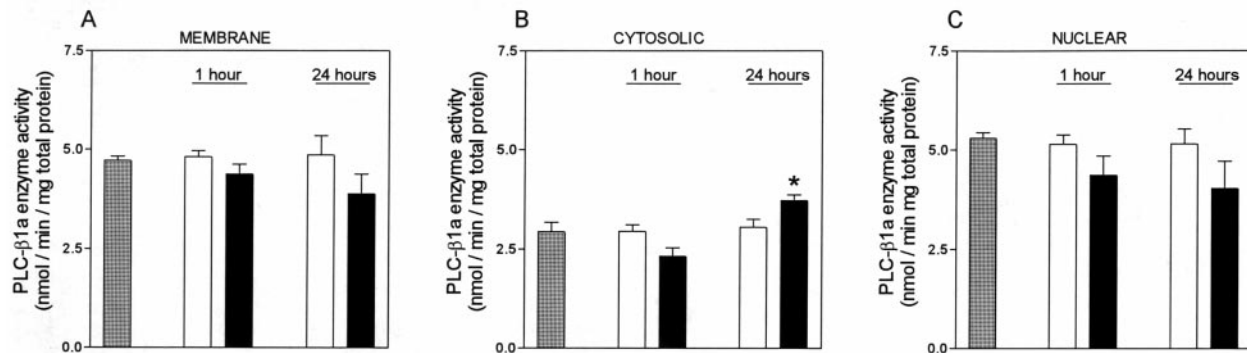 A
MEMBRANE
7.5
5.0
2.5
0.0
PLC-β1a enzyme activity
(nmol / min / mg total protein)
1 hour
24 hours
B
CYTOSOLIC
7.5
5.0
2.5
0.0
PLC-β1a enzyme activity
(nmol / min / mg total protein)
1 hour
24 hours
*
C
NUCLEAR
7.5
5.0
2.5
0.0
PLC-β1a enzyme activity
(nmol / min mg total protein)
1 hour
24 hours